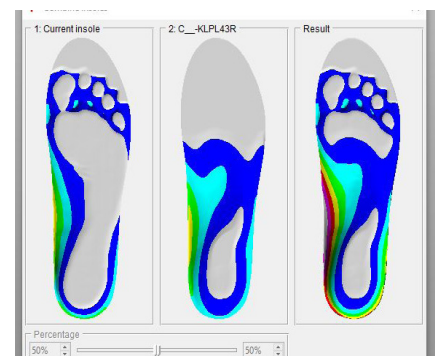 1: Current insole
2: C__-KLPL43R
Result
Percentage
50%
50%